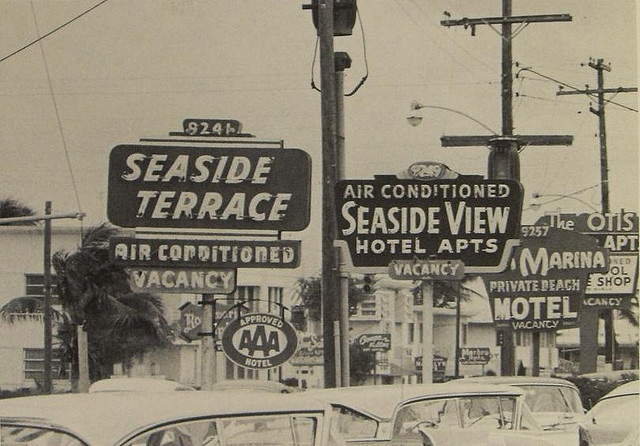 9241
SEASIDE
TERRACE
AIR CONDITIONED
VACANCY
APPROVED
AAA
HOTEL
AIR CONDITIONED
SEASIDE VIEW
HOTEL APTS
VACANCY
9257
The
MARINA
PRIVATE BEACH
MOTEL
VACANCY
OTIS
APT
SHOP
VACANCY